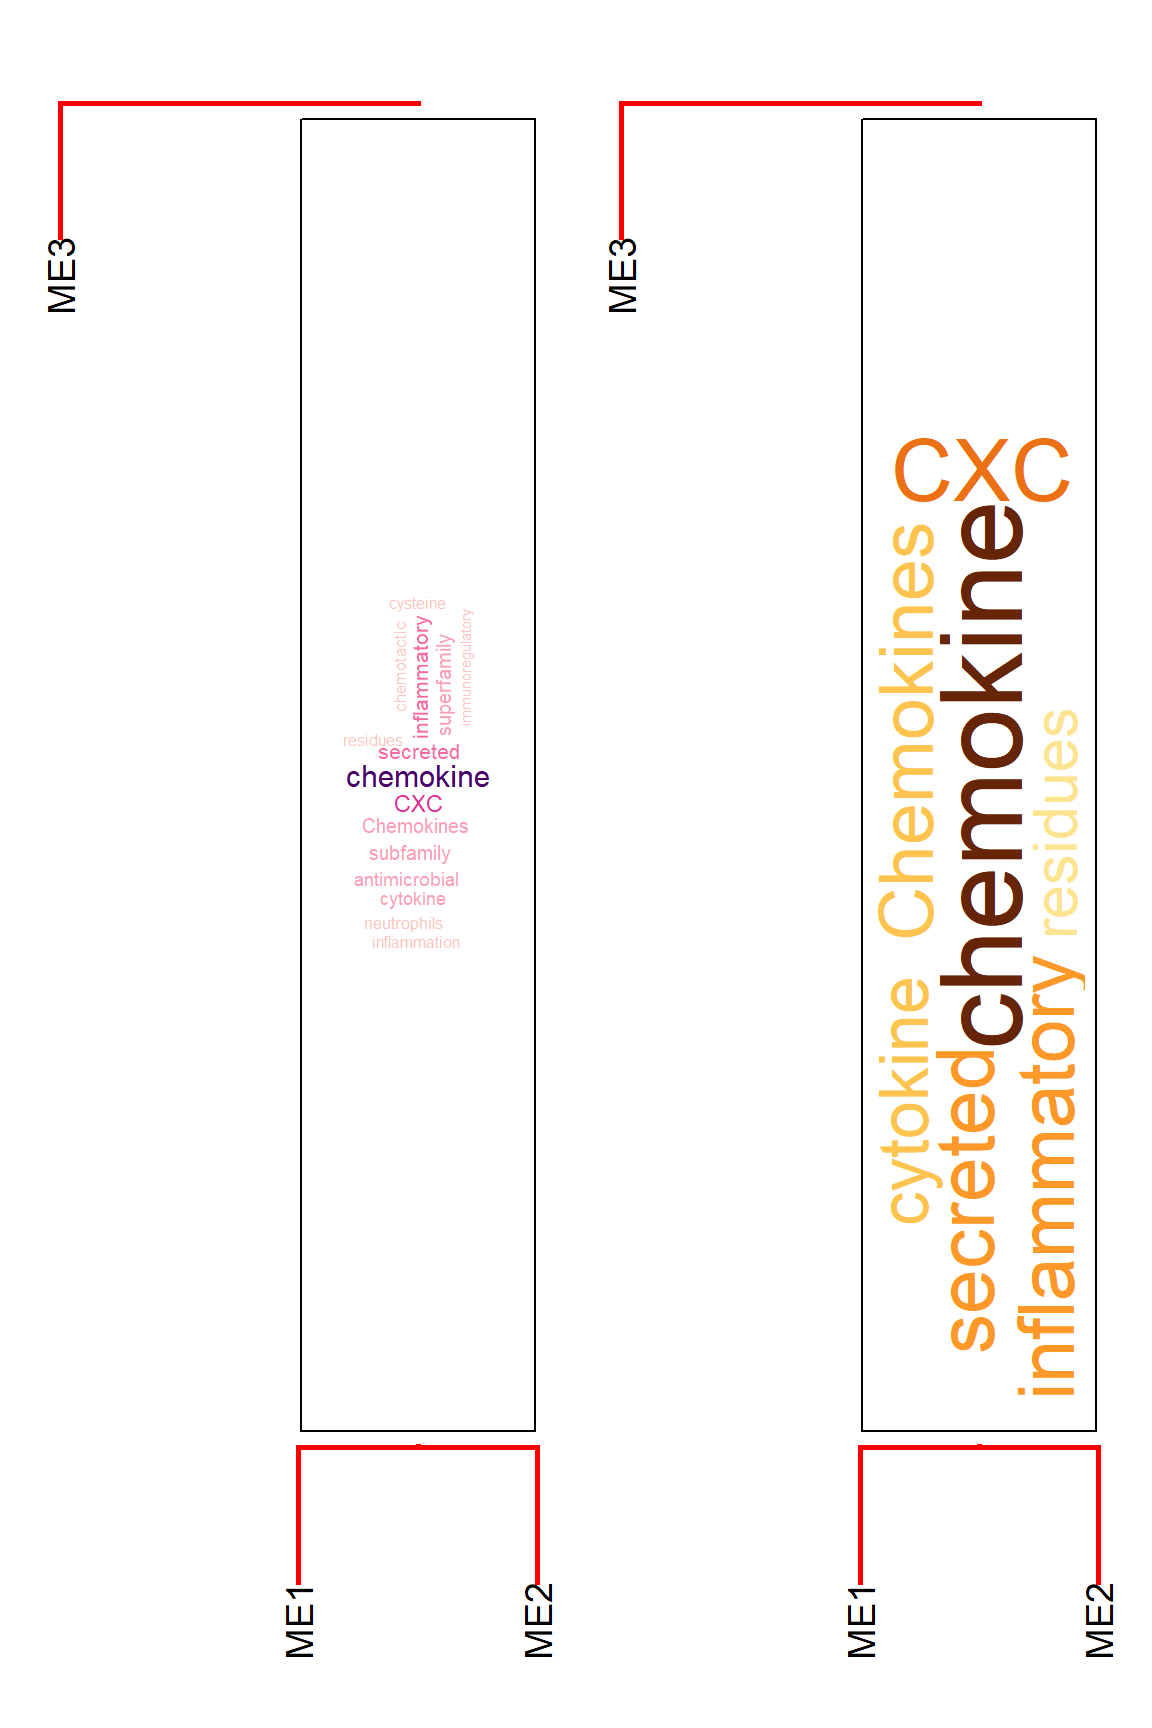 ME3
cysteine
chemotactic
inflammatory
superfamily
immunoregulatory
residues
secreted
chemokine
CXC
Chemokines
subfamily
antimicrobial
cytokine
neutrophils
inflammation
ME1
ME2
ME3
CXC
Chemokines
chemokine
residues
cytokine
secreted
inflammatory
ME1
ME2